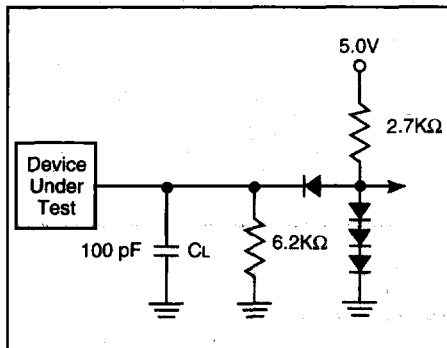 5.0V
2.7KΩ
Device
Under
Test
100 pF CL
6.2KΩ